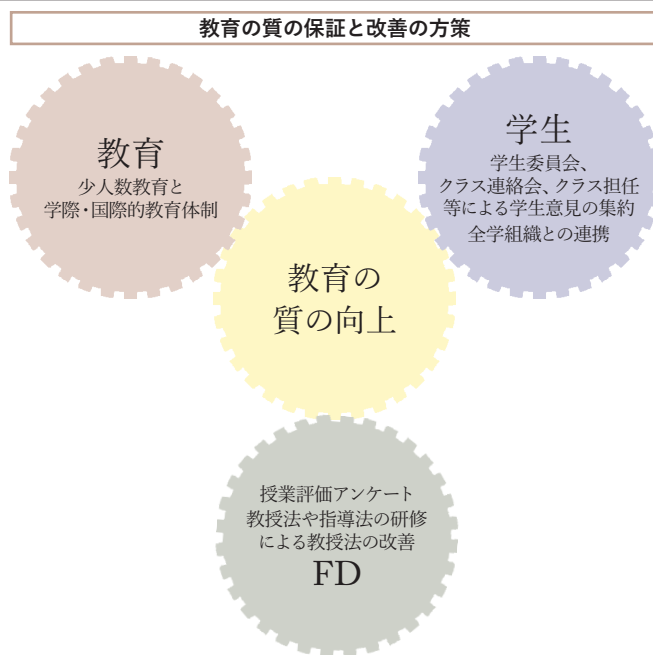 教育の質の保証と改善の方策
教育
少人数教育と
学際・国際的教育体制
学生
学生委員会、
クラス連絡会、クラス担任
等による学生意見の集約
全学組織との連携
教育の
質の向上
授業評価アンケート
教授法や指導法の研修
による教授法の改善
FD